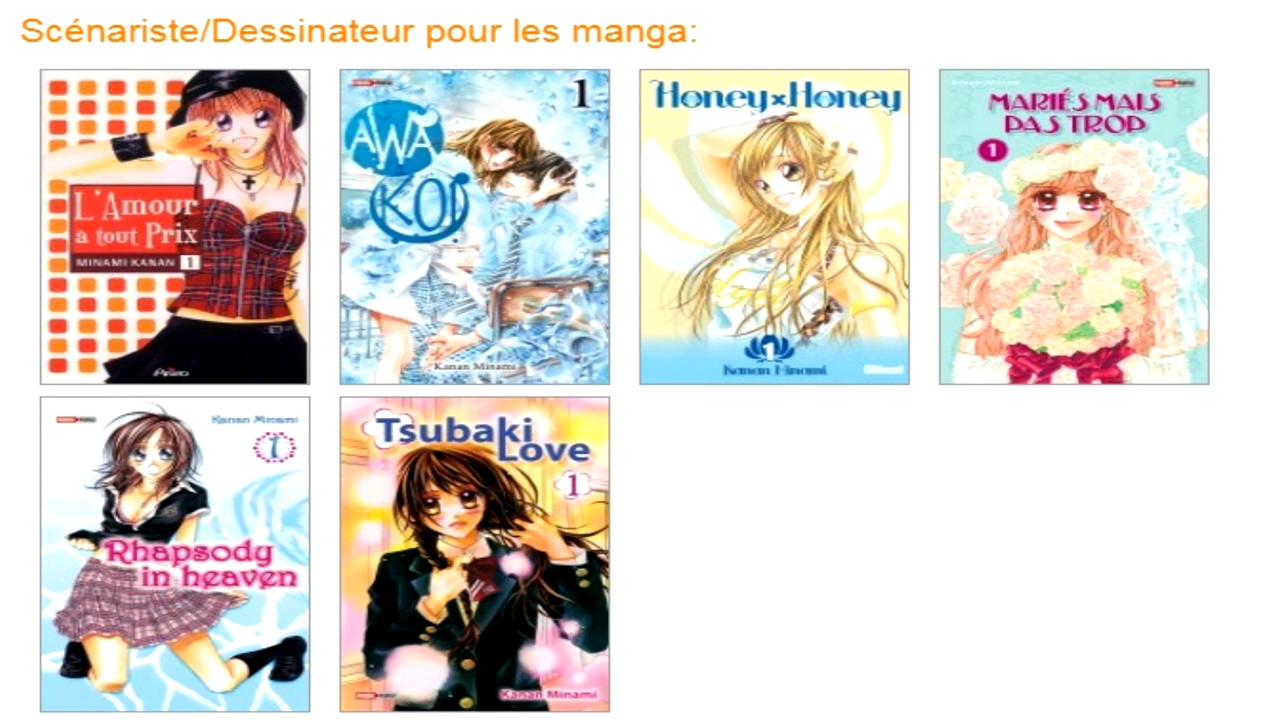 Scénariste/Dessinateur pour les manga:
L'Amour
a tout Prix
MINAMI KANAN 1
1
AWA
KOI
Kanan Minami
Honey x Honey
1
Kanan Minami
Glénat
MARIÉS MAIS
PAS TROP
1
Kanan Minami
1
Rhapsody
in heaven
Tsubaki
Love
1
Kanan Minami